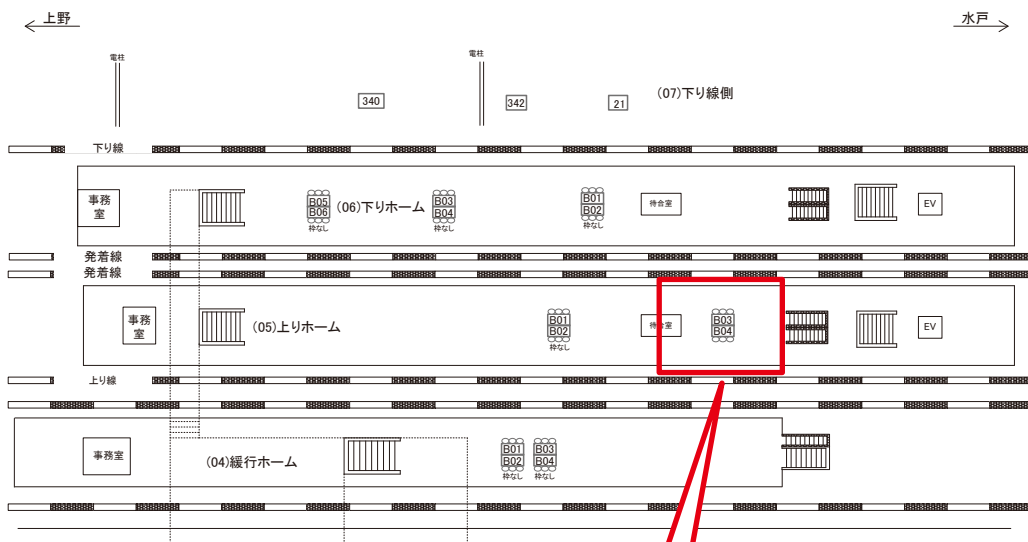 上野
水戸
電柱
電柱
340
342
21
(07)下り線側
下り線
事務室
B05
B06
枠なし
(06)下りホーム
B03
B04
枠なし
B01
B02
枠なし
待合室
EV
発着線
発着線
事務室
(05)上りホーム
B01
B02
枠なし
待合室
B03
B04
EV
上り線
事務室
(04)緩行ホーム
B01
B02
枠なし
B03
B04
枠なし